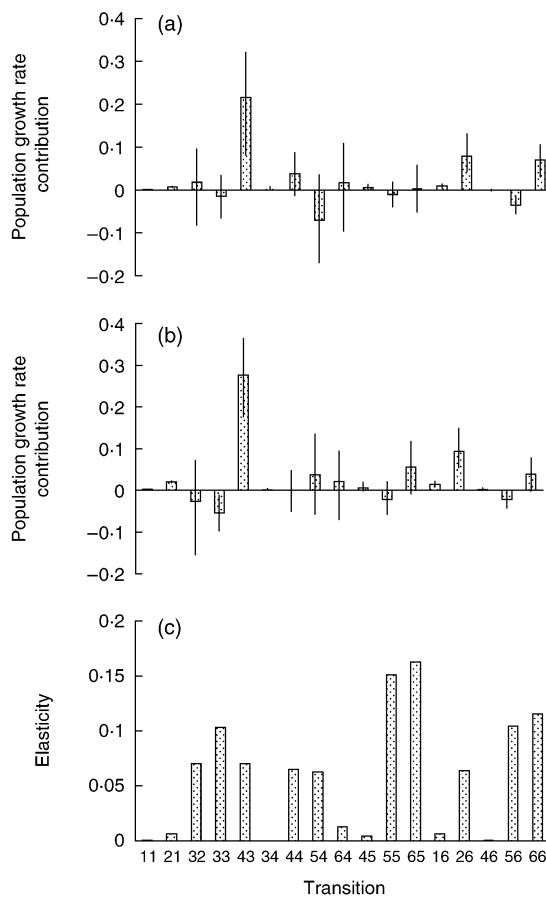 (a)
0·4
0·3
0·2
0·1
0
−0·1
−0·2
Population growth rate
contribution
(b)
0·4
0·3
0·2
0·1
0
−0·1
−0·2
Population growth rate
contribution
(c)
0·2
0·15
0·1
0·05
0
Elasticity
11 21 32 33 43 34 44 54 64 45 55 65 16 26 46 56 66
Transition